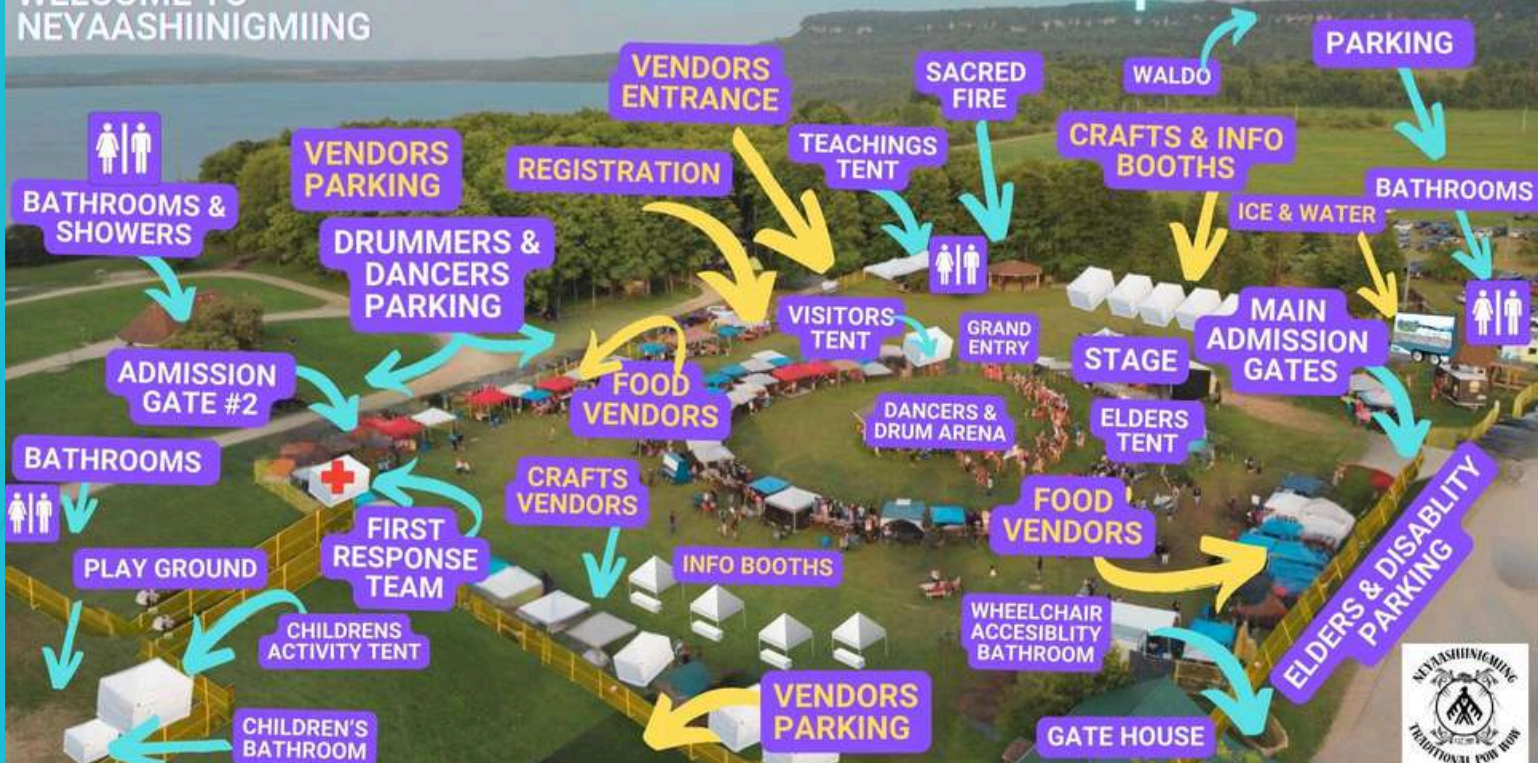 WELCOME TO
NEYAASHIINIGMIING
VENDORS
ENTRANCE
SACRED
FIRE
WALDO
PARKING
VENDORS
PARKING
REGISTRATION
TEACHINGS
TENT
CRAFTS & INFO
BOOTHS
BATHROOMS
BATHROOMS &
SHOWERS
ICE & WATER
DRUMMERS &
DANCERS
PARKING
VISITORS
TENT
GRAND
ENTRY
STAGE
MAIN
ADMISSION
GATES
ADMISSION
GATE #2
FOOD
VENDORS
DANCERS &
DRUM ARENA
ELDERS
TENT
BATHROOMS
CRAFTS
VENDORS
FOOD
VENDORS
ELDERS & DISABLITY
PARKING
FIRST
RESPONSE
TEAM
PLAY GROUND
INFO BOOTHS
CHILDRENS
ACTIVITY TENT
WHEELCHAIR
ACCESIBLITY
BATHROOM
VENDORS
PARKING
CHILDREN'S
BATHROOM
GATE HOUSE
NEYAASHIINIGMIING
TRADITIONAL POW WOW